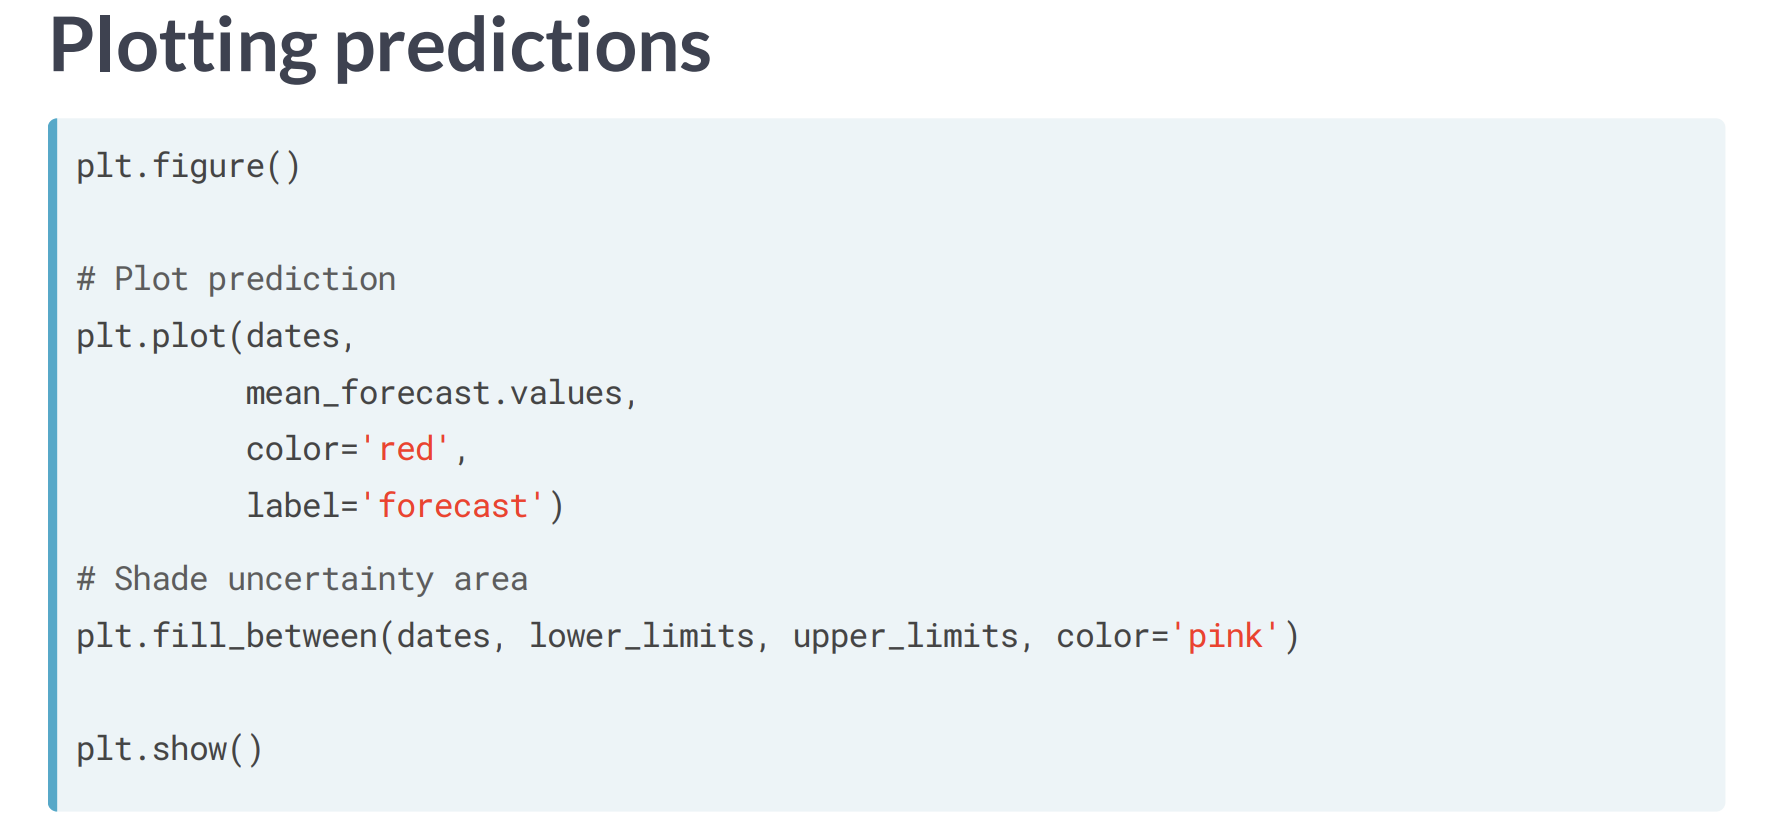 Plotting predictions
plt.figure()
# Plot prediction
plt.plot(dates,
         mean_forecast.values,
         color='red',
         label='forecast')
# Shade uncertainty area
plt.fill_between(dates, lower_limits, upper_limits, color='pink')
plt.show()